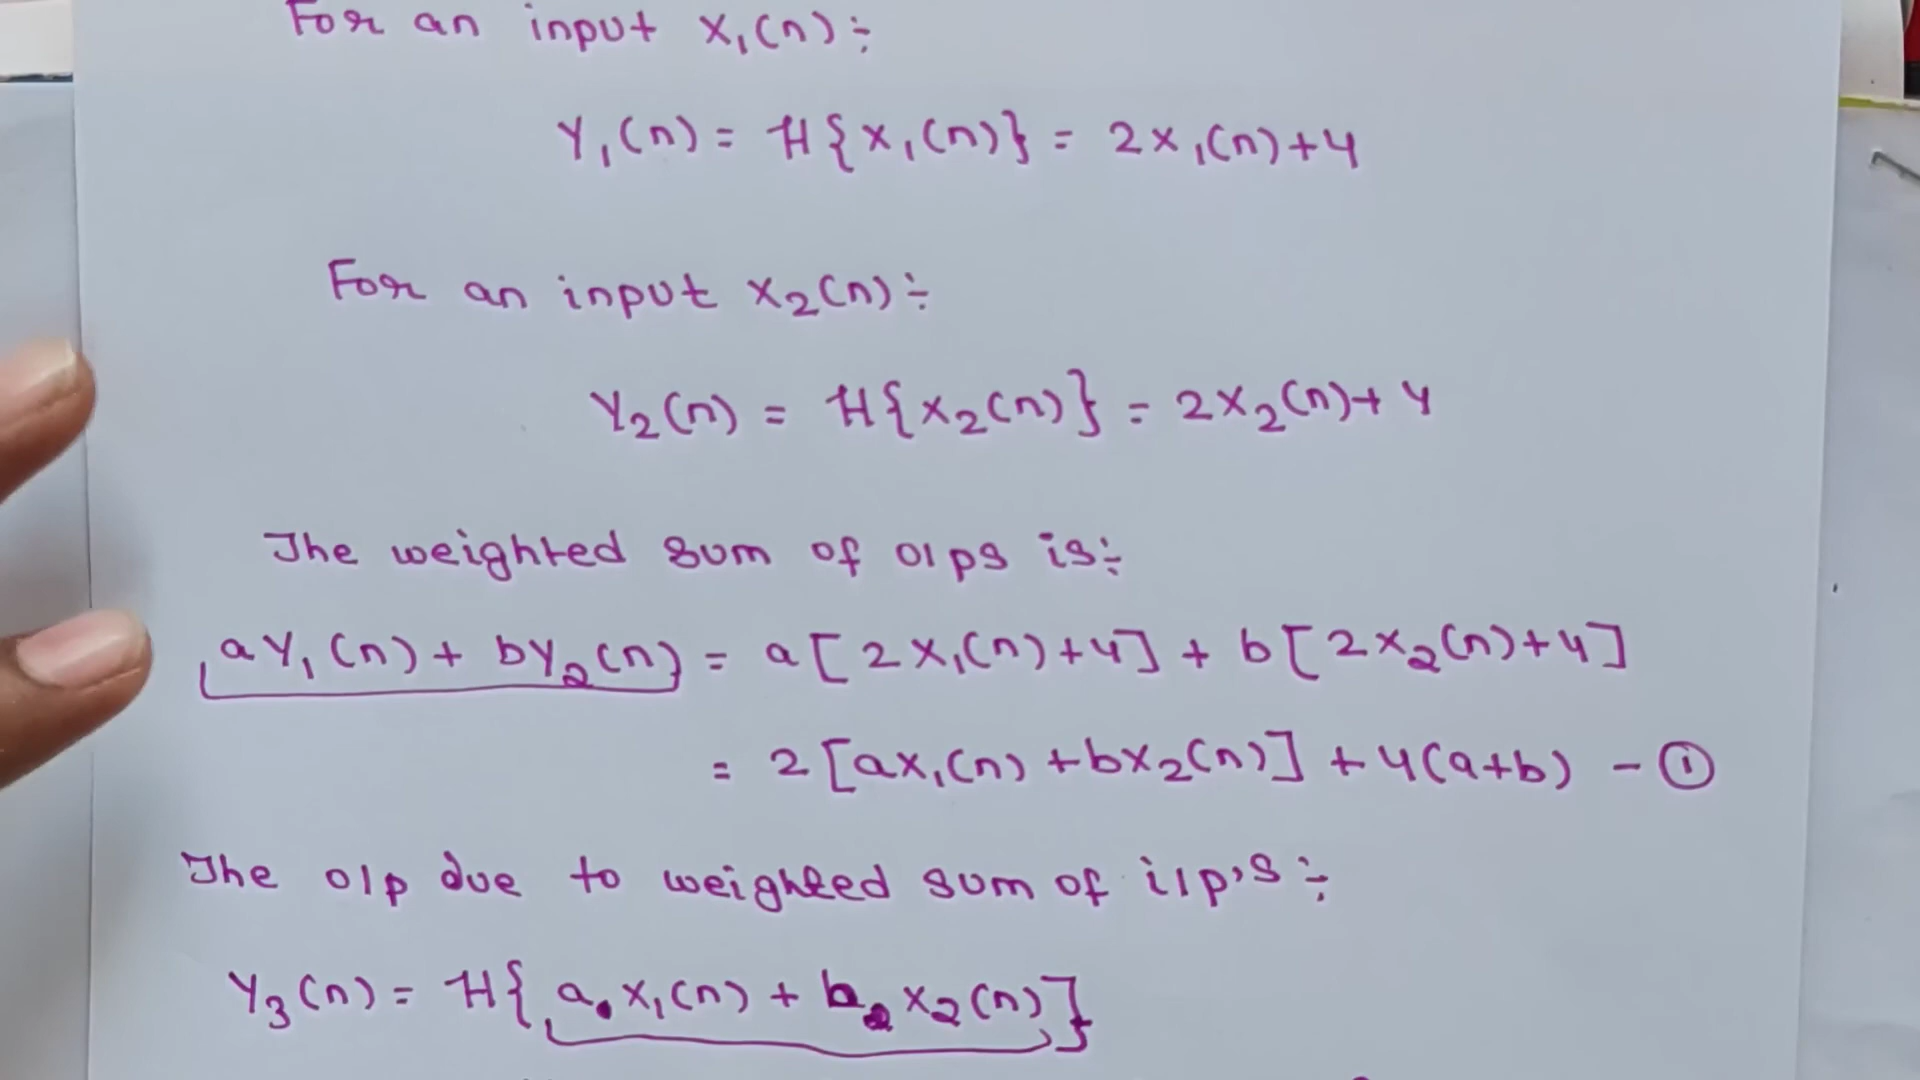 For an input x₁(n) ÷
Y₁(n) = H{x₁(n)} = 2x₁(n)+4
For an input x₂(n) ÷
Y₂(n) = H{x₂(n)} = 2x₂(n)+4
The weighted sum of o/ps is ÷
aY₁(n) + bY₂(n) = a[2x₁(n)+4] + b[2x₂(n)+4]
= 2[ax₁(n) + bx₂(n)] + 4(a+b) - ①
The o/p due to weighted sum of i/p's ÷
Y₃(n) = H{a x₁(n) + b x₂(n)}